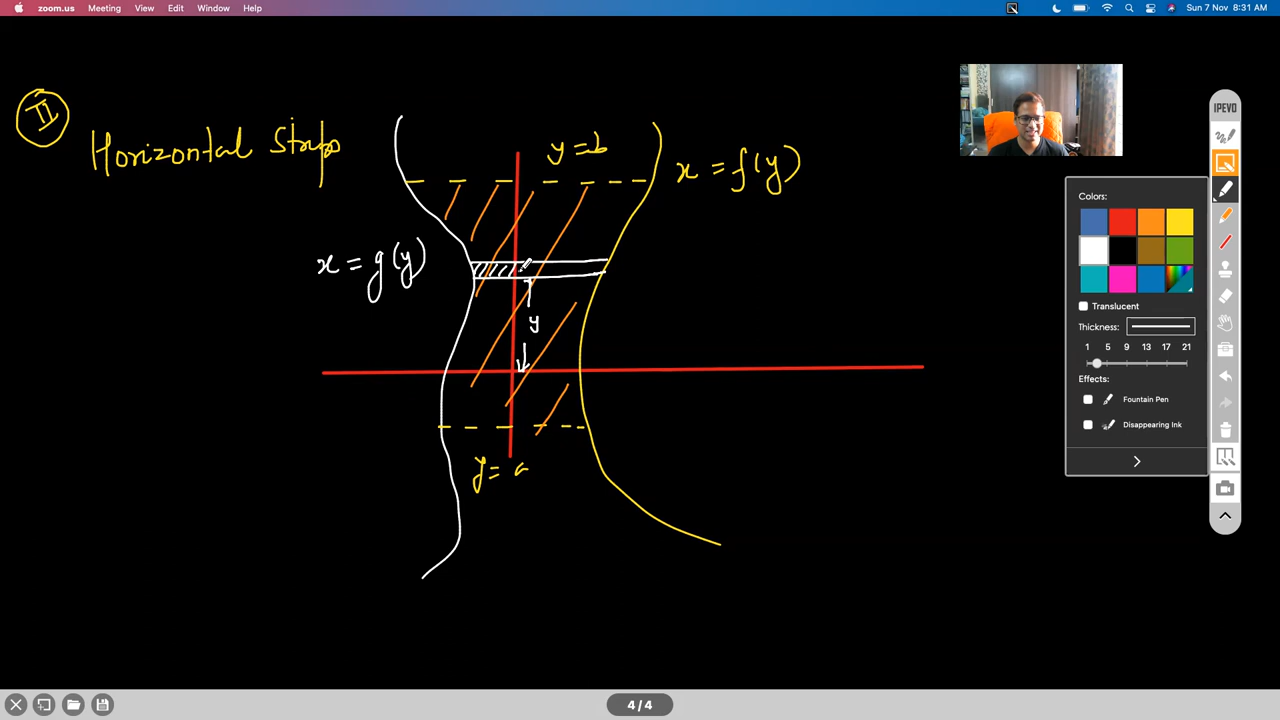 zoom.us Meeting View Edit Window Help Sun 7 Nov 8:31 AM
II
Horizontal Strips
y = b
x = f(y)
x = g(y)
y
y = a
IPEVO
Colors:
Translucent
Thickness:
1 5 9 13 17 21
Effects:
Fountain Pen
Disappearing Ink
4 / 4